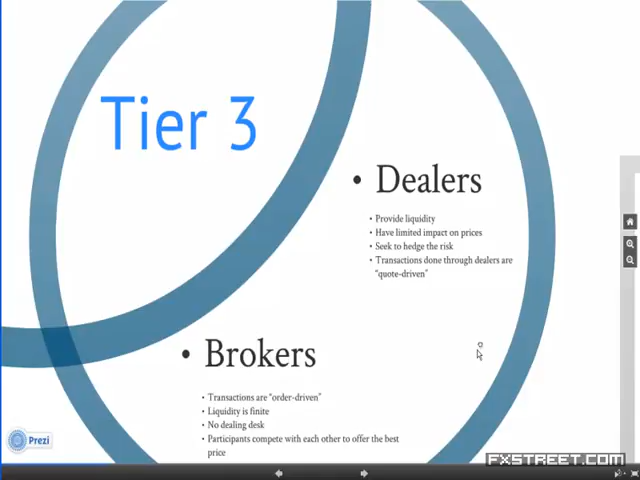 Tier 3
• Dealers
• Provide liquidity
• Have limited impact on prices
• Seek to hedge the risk
• Transactions done through dealers are
"quote-driven"
• Brokers
• Transactions are "order-driven"
• Liquidity is finite
• No dealing desk
• Participants compete with each other to offer the best
price
Prezi
FXSTREET.COM